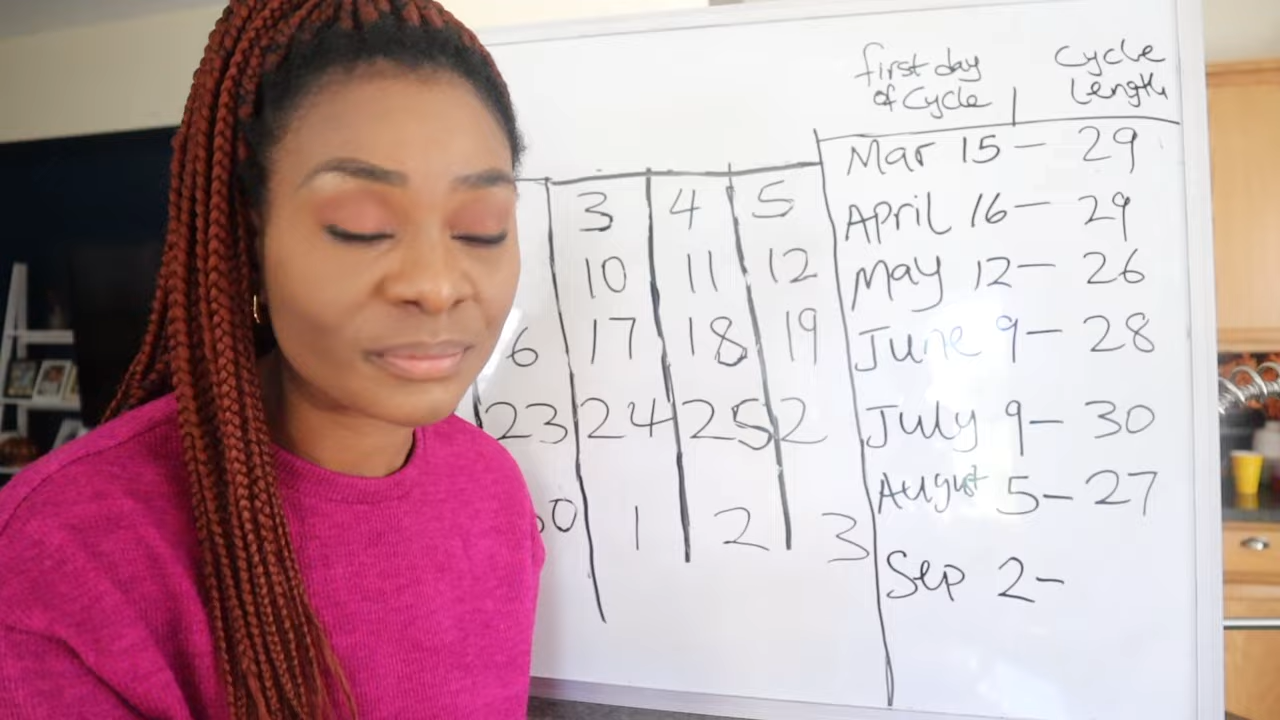 first day of Cycle | Cycle Length
Mar 15 – 29
April 16 – 29
May 12 – 26
June 9 – 28
July 9 – 30
August 5 – 27
Sep 2 –
3 4 5
10 11 12
6 17 18 19
23 24 25 2
1 2 3